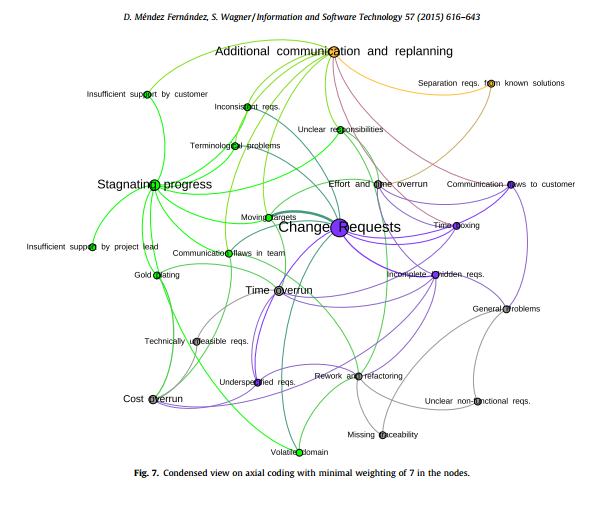 D. Méndez Fernández, S. Wagner / Information and Software Technology 57 (2015) 616–643
Additional communication and replanning
Separation reqs. from known solutions
Insufficient support by customer
Inconsistent reqs.
Unclear responsibilities
Terminological problems
Stagnating progress
Effort and time overrun
Communication flaws to customer
Moving targets
Change Requests
Time boxing
Insufficient support by project lead
Communication flaws in team
Gold plating
Incomplete / hidden reqs.
Time overrun
General problems
Technically unfeasible reqs.
Underspecified reqs.
Rework and refactoring
Cost overrun
Unclear non-functional reqs.
Missing traceability
Volatile domain
Fig. 7. Condensed view on axial coding with minimal weighting of 7 in the nodes.